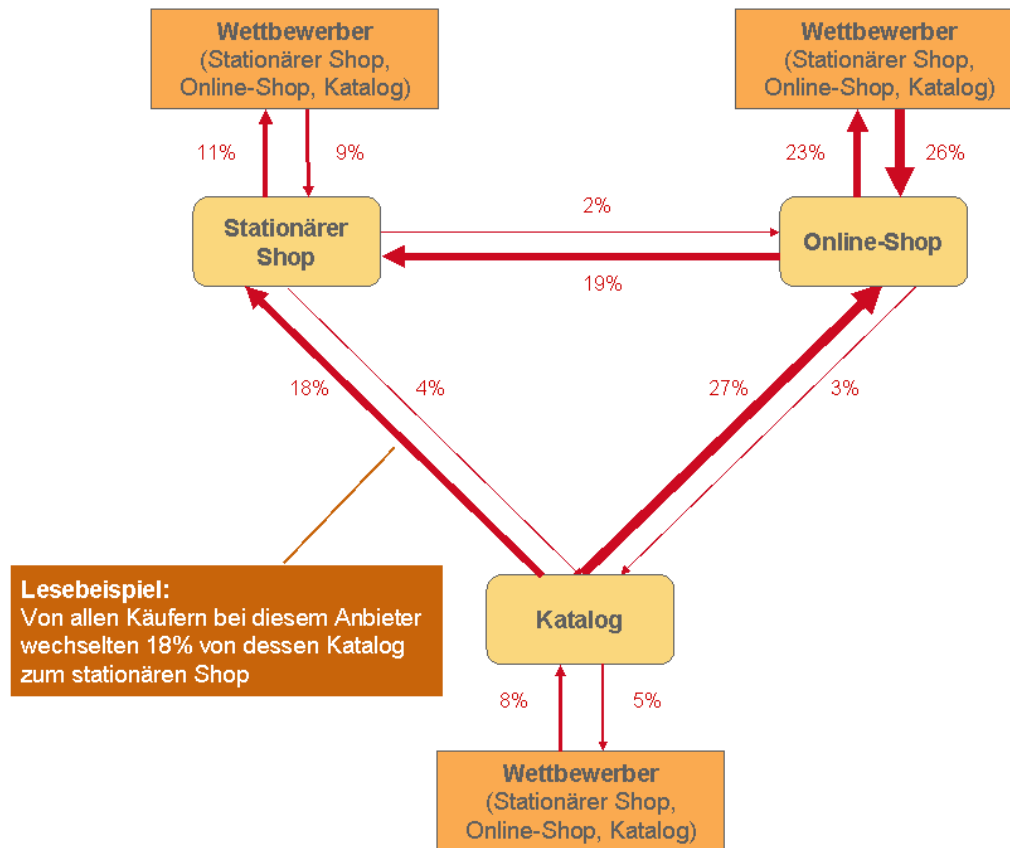 Wettbewerber
(Stationärer Shop,
Online-Shop, Katalog)
Wettbewerber
(Stationärer Shop,
Online-Shop, Katalog)
11%
9%
23%
26%
Stationärer
Shop
2%
19%
Online-Shop
18%
4%
27%
3%
Lesebeispiel:
Von allen Käufern bei diesem Anbieter
wechselten 18% von dessen Katalog
zum stationären Shop
Katalog
8%
5%
Wettbewerber
(Stationärer Shop,
Online-Shop, Katalog)